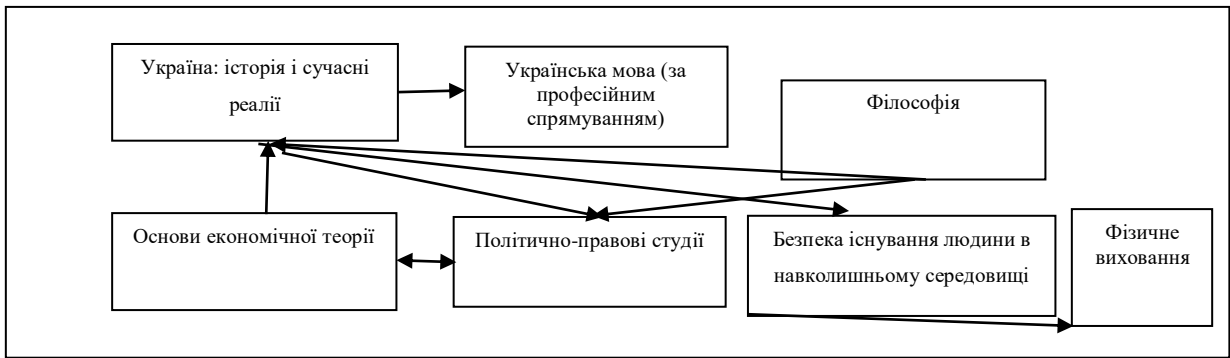 Україна: історія і сучасні
реалії
Українська мова (за
професійним
спрямуванням)
Філософія
Основи економічної теорії
Політично-правові студії
Безпека існування людини в
навколишньому середовищі
Фізичне
виховання